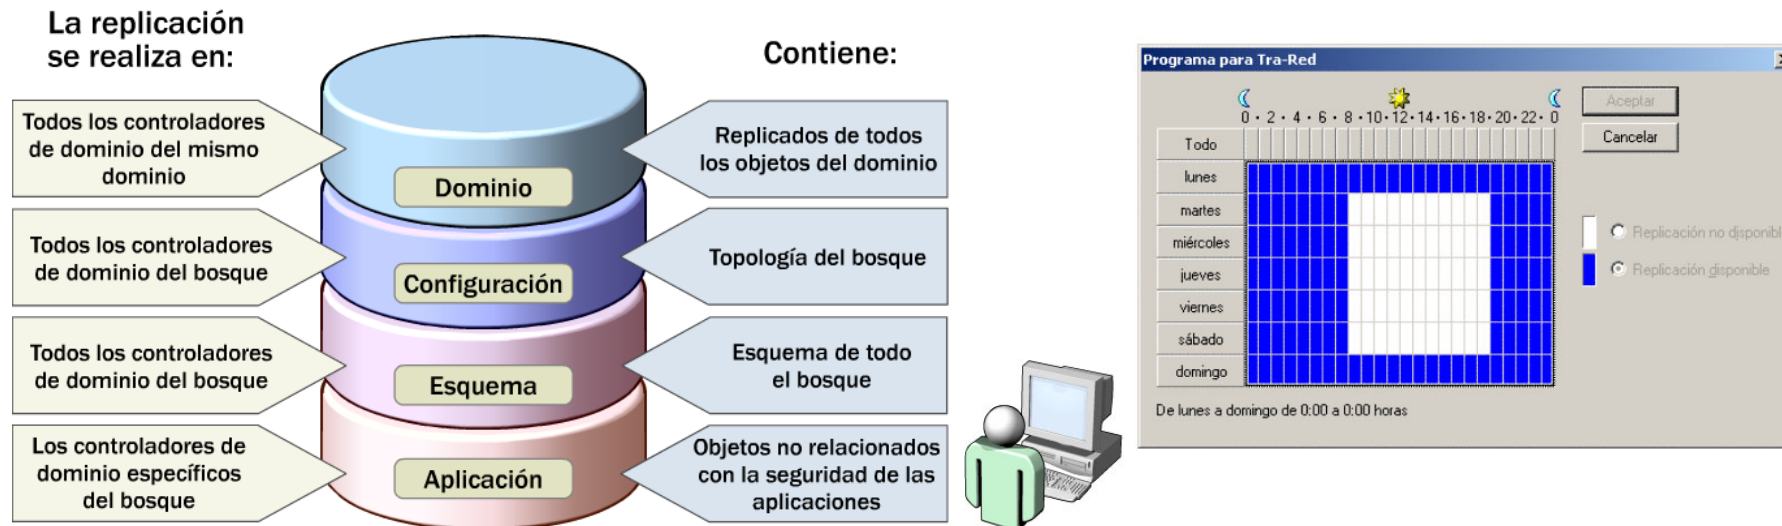 La replicación
se realiza en:
Contiene:
Todos los controladores
de dominio del mismo
dominio
Dominio
Replicados de todos
los objetos del dominio
Todos los controladores
de dominio del bosque
Configuración
Topología del bosque
Todos los controladores
de dominio del bosque
Esquema
Esquema de todo
el bosque
Los controladores de
dominio específicos
del bosque
Aplicación
Objetos no relacionados
con la seguridad de las
aplicaciones
Programa para Tra-Red
0 · 2 · 4 · 6 · 8 · 10 · 12 · 14 · 16 · 18 · 20 · 22 · 0
Todo
lunes
martes
miércoles
jueves
viernes
sábado
domingo
De lunes a domingo de 0:00 a 0:00 horas
Aceptar
Cancelar
Replicación no disponibl
Replicación disponible